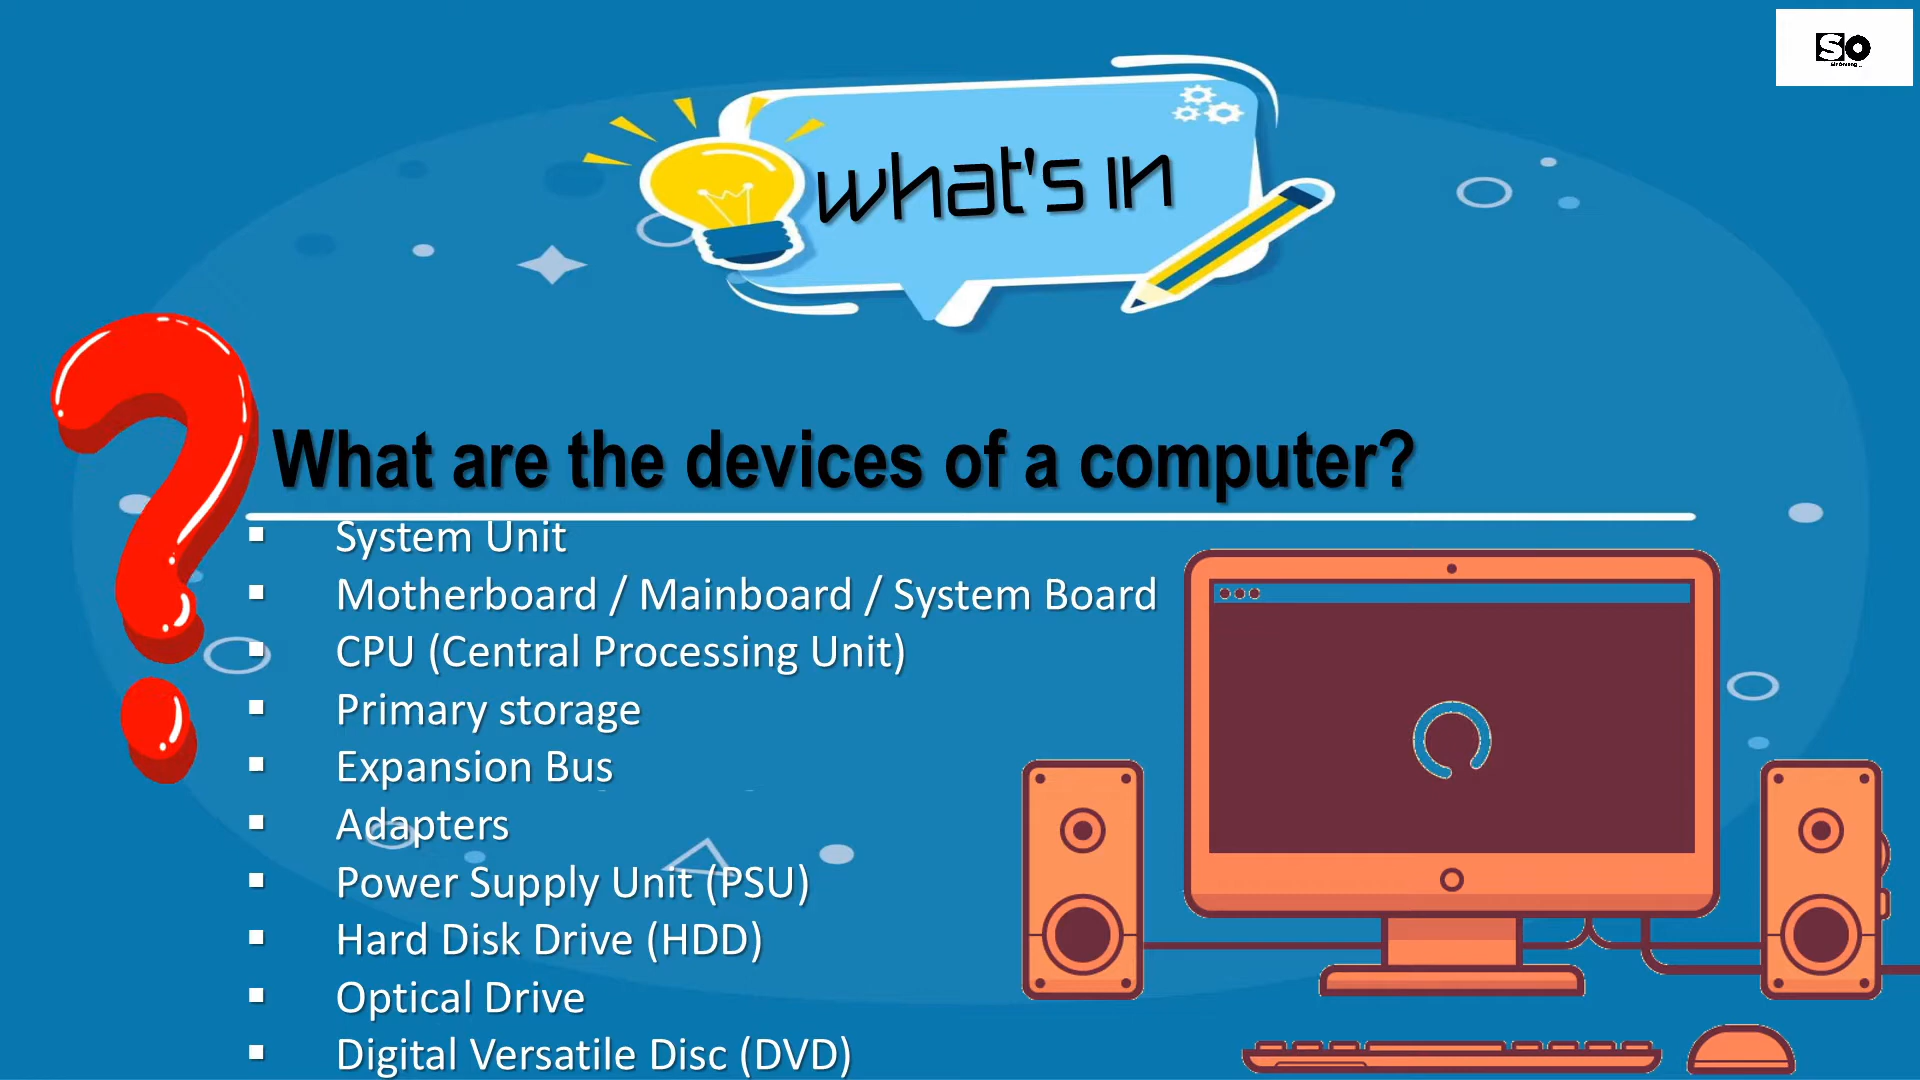 SO
what's in
What are the devices of a computer?
▪ System Unit
▪ Motherboard / Mainboard / System Board
▪ CPU (Central Processing Unit)
▪ Primary storage
▪ Expansion Bus
▪ Adapters
▪ Power Supply Unit (PSU)
▪ Hard Disk Drive (HDD)
▪ Optical Drive
▪ Digital Versatile Disc (DVD)